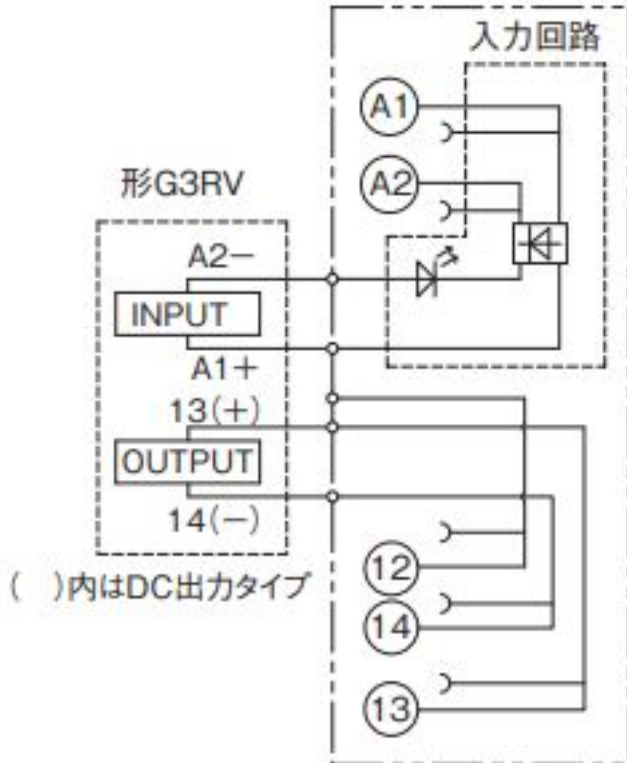 入力回路
A1
A2
形G3RV
A2−
INPUT
A1+
13(+)
OUTPUT
14(−)
(　)内はDC出力タイプ
12
14
13